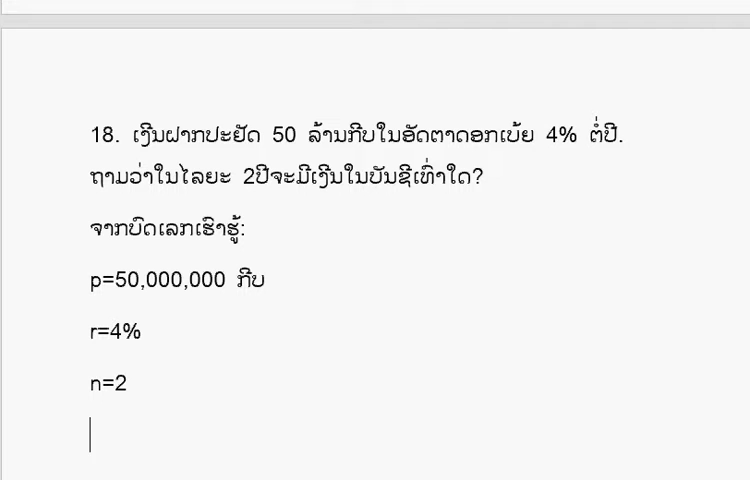 18. ເງິນຝາກປະຢັດ 50 ລ້ານກີບໃນອັດຕາດອກເບ້ຍ 4% ຕໍ່ປີ.
ຖາມວ່າໃນໄລຍະ 2ປີຈະມີເງິນໃນບັນຊີເທົ່າໃດ?
ຈາກບົດເລກເຮົາຮູ້:
p=50,000,000 ກີບ
r=4%
n=2